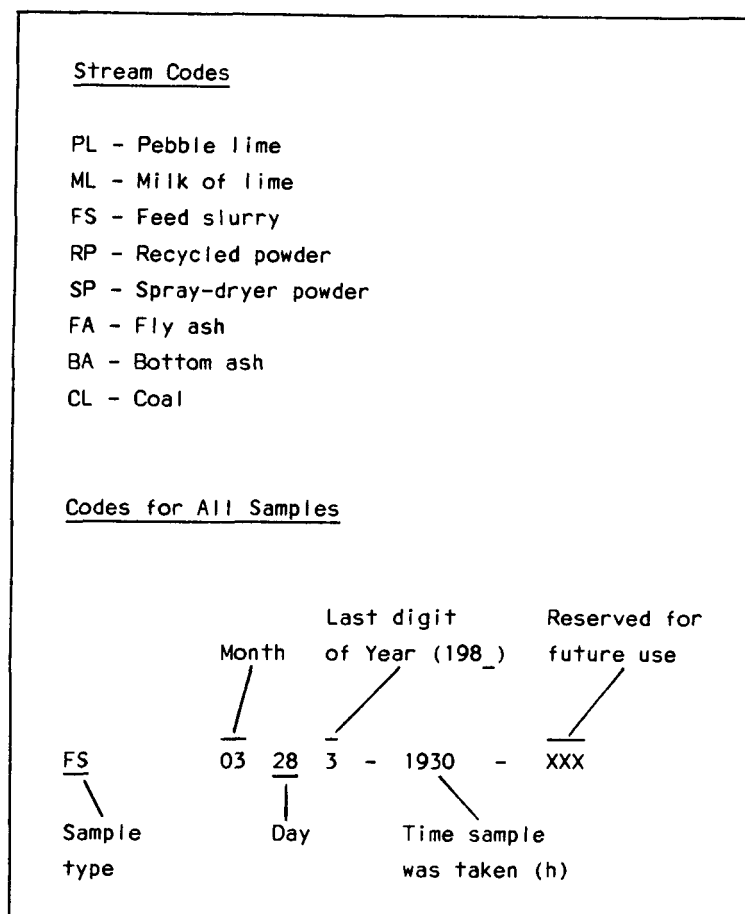 Stream Codes
PL - Pebble lime
ML - Milk of lime
FS - Feed slurry
RP - Recycled powder
SP - Spray-dryer powder
FA - Fly ash
BA - Bottom ash
CL - Coal
Codes for All Samples
Last digit Reserved for
Month of Year (198_) future use
FS 03 28 3 - 1930 - XXX
Sample Day Time sample
type was taken (h)